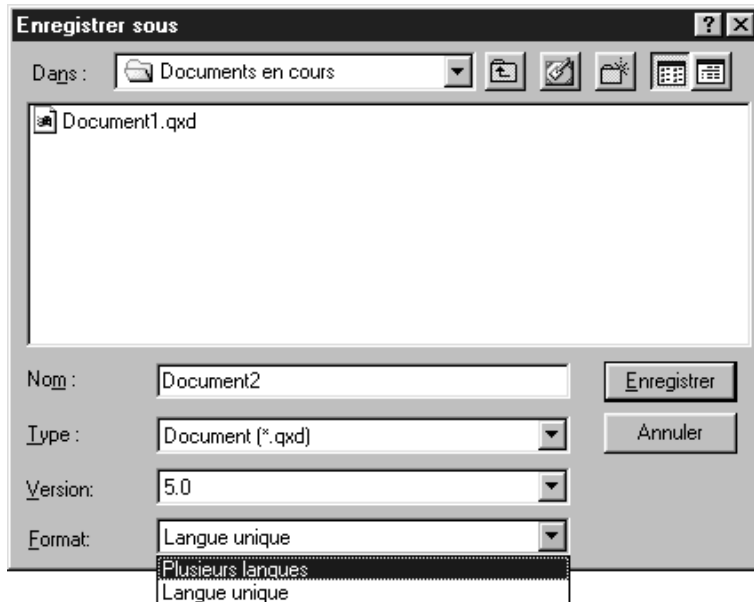 Enregistrer sous
Dans : Documents en cours
Document1.qxd
Nom : Document2 Enregistrer
Type : Document (*.qxd) Annuler
Version: 5.0
Format: Langue unique
Plusieurs langues
Langue unique